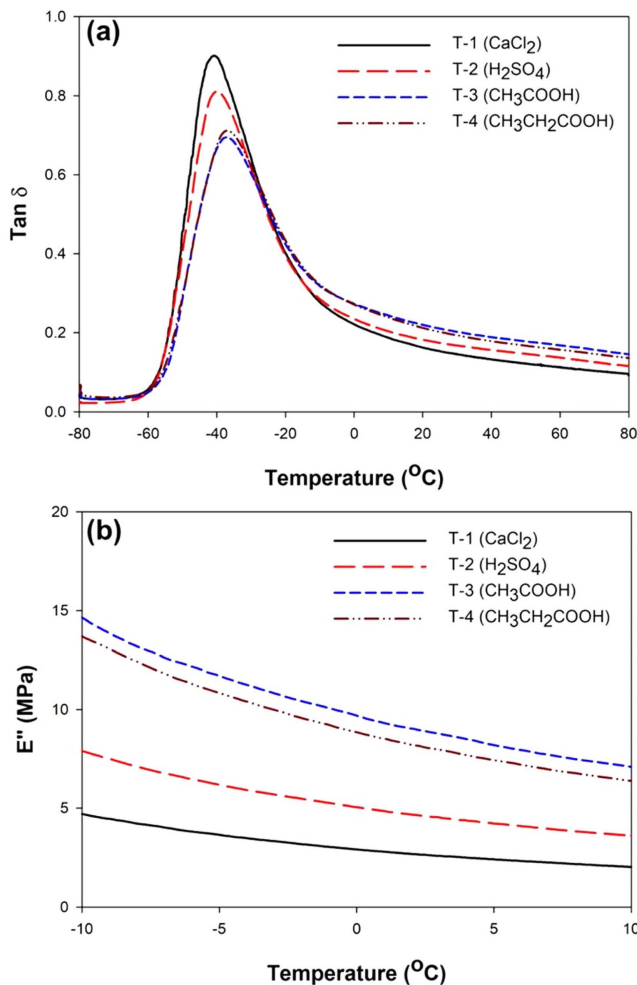 (a)
T-1 (CaCl2)
T-2 (H2SO4)
T-3 (CH3COOH)
T-4 (CH3CH2COOH)
Tan δ
1.0
0.8
0.6
0.4
0.2
0.0
-80 -60 -40 -20 0 20 40 60 80
Temperature (OC)
(b)
T-1 (CaCl2)
T-2 (H2SO4)
T-3 (CH3COOH)
T-4 (CH3CH2COOH)
E" (MPa)
20
15
10
5
0
-10 -5 0 5 10
Temperature (OC)